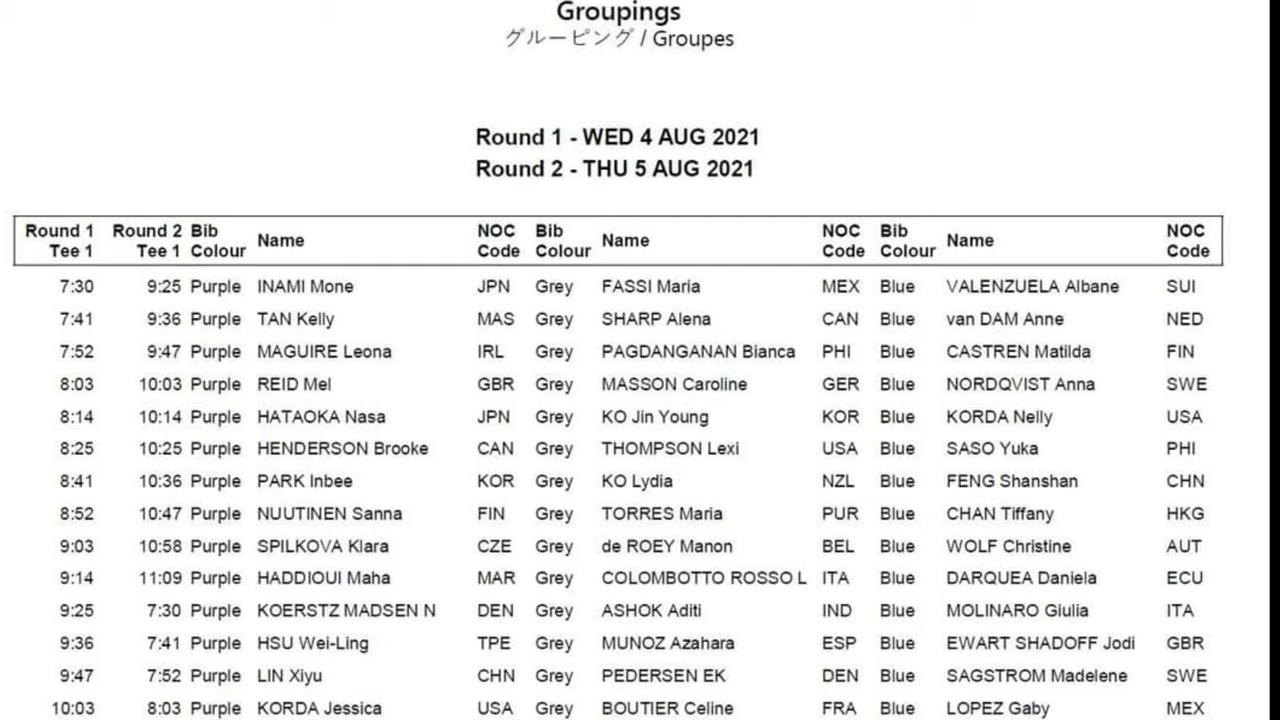 Groupings
グルーピング / Groupes
Round 1 - WED 4 AUG 2021
Round 2 - THU 5 AUG 2021
Round 1 Tee 1 Round 2 Tee 1 Bib Colour Name NOC Code Bib Colour Name NOC Code Bib Colour Name NOC Code
7:30 9:25 Purple INAMI Mone JPN Grey FASSI Maria MEX Blue VALENZUELA Albane SUI
7:41 9:36 Purple TAN Kelly MAS Grey SHARP Alena CAN Blue van DAM Anne NED
7:52 9:47 Purple MAGUIRE Leona IRL Grey PAGDANGANAN Bianca PHI Blue CASTREN Matilda FIN
8:03 10:03 Purple REID Mel GBR Grey MASSON Caroline GER Blue NORDQVIST Anna SWE
8:14 10:14 Purple HATAOKA Nasa JPN Grey KO Jin Young KOR Blue KORDA Nelly USA
8:25 10:25 Purple HENDERSON Brooke CAN Grey THOMPSON Lexi USA Blue SASO Yuka PHI
8:41 10:36 Purple PARK Inbee KOR Grey KO Lydia NZL Blue FENG Shanshan CHN
8:52 10:47 Purple NUUTINEN Sanna FIN Grey TORRES Maria PUR Blue CHAN Tiffany HKG
9:03 10:58 Purple SPILKOVA Klara CZE Grey de ROEY Manon BEL Blue WOLF Christine AUT
9:14 11:09 Purple HADDIOUI Maha MAR Grey COLOMBOTTO ROSSO L ITA Blue DARQUEA Daniela ECU
9:25 7:30 Purple KOERSTZ MADSEN N DEN Grey ASHOK Aditi IND Blue MOLINARO Giulia ITA
9:36 7:41 Purple HSU Wei-Ling TPE Grey MUNOZ Azahara ESP Blue EWART SHADOFF Jodi GBR
9:47 7:52 Purple LIN Xiyu CHN Grey PEDERSEN EK DEN Blue SAGSTROM Madelene SWE
10:03 8:03 Purple KORDA Jessica USA Grey BOUTIER Celine FRA Blue LOPEZ Gaby MEX